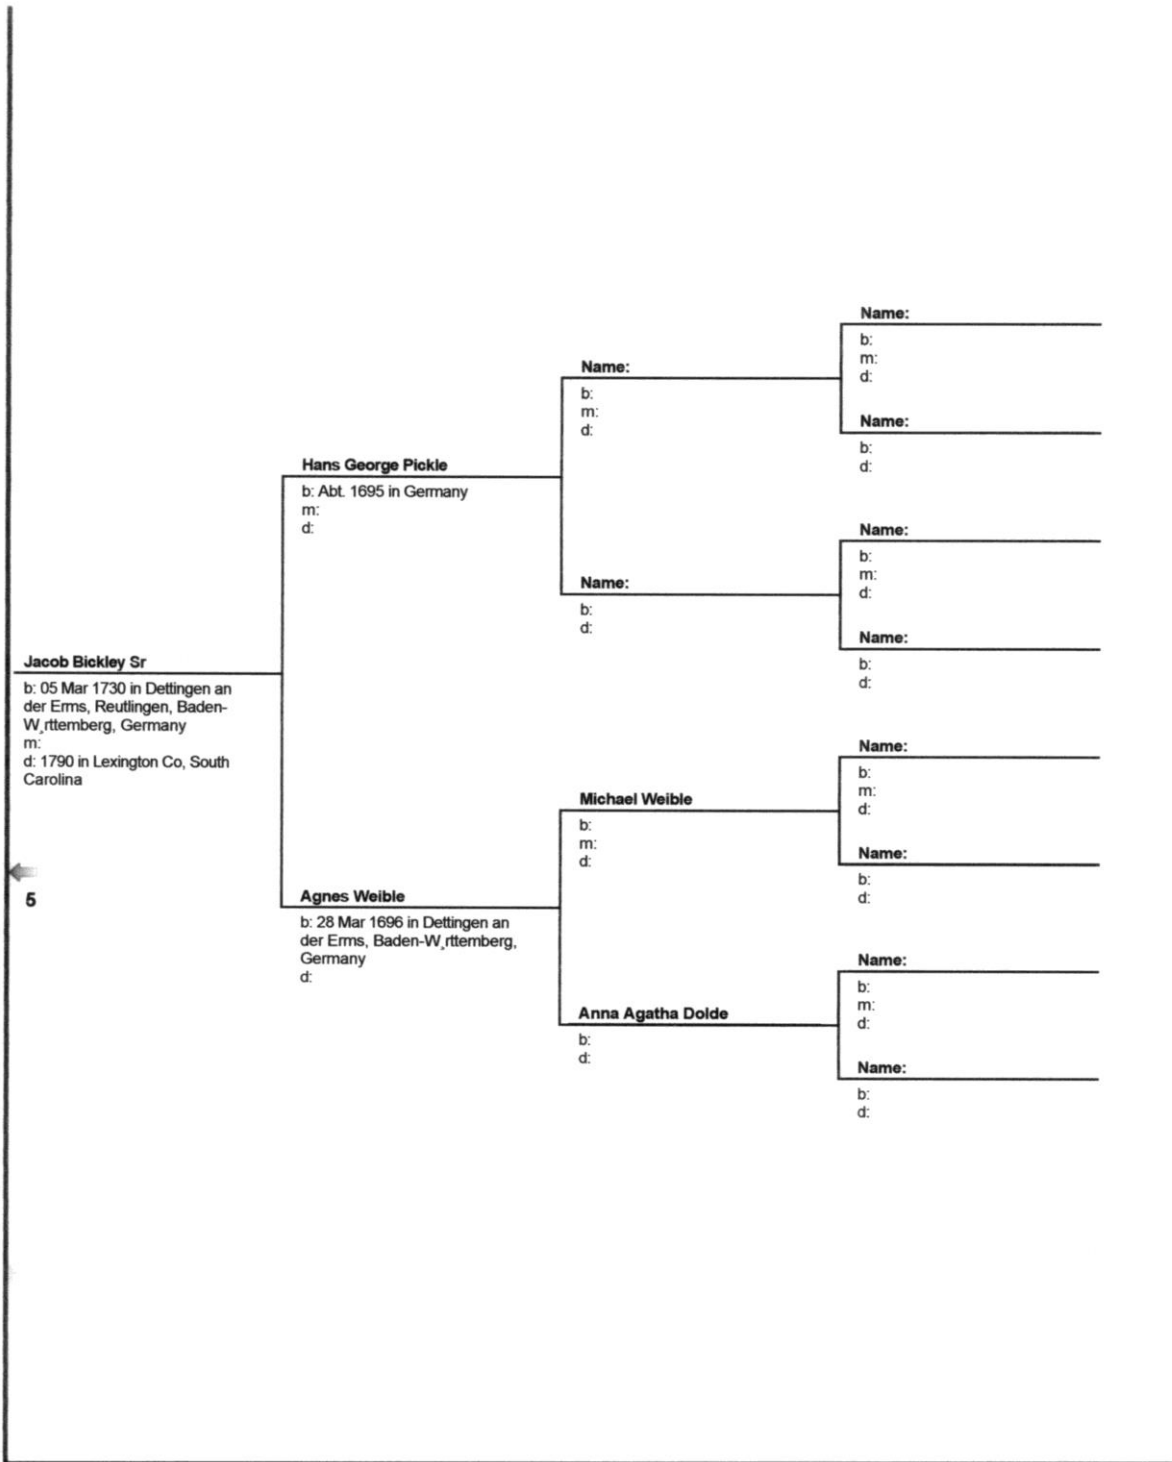 Name:
b:
m:
d:
Name:
b:
m:
d:
Name:
b:
d:
Hans George Pickle
b: Abt. 1695 in Germany
m:
d:
Name:
b:
m:
d:
Name:
b:
d:
Name:
b:
d:
Jacob Bickley Sr
b: 05 Mar 1730 in Dettingen an
der Erms, Reutlingen, Baden-
W¸rttemberg, Germany
m:
d: 1790 in Lexington Co, South
Carolina
Name:
b:
m:
d:
Michael Weible
b:
m:
d:
Name:
b:
d:
5
Agnes Weible
b: 28 Mar 1696 in Dettingen an
der Erms, Baden-W¸rttemberg,
Germany
d:
Name:
b:
m:
d:
Anna Agatha Dolde
b:
d:
Name:
b:
d: